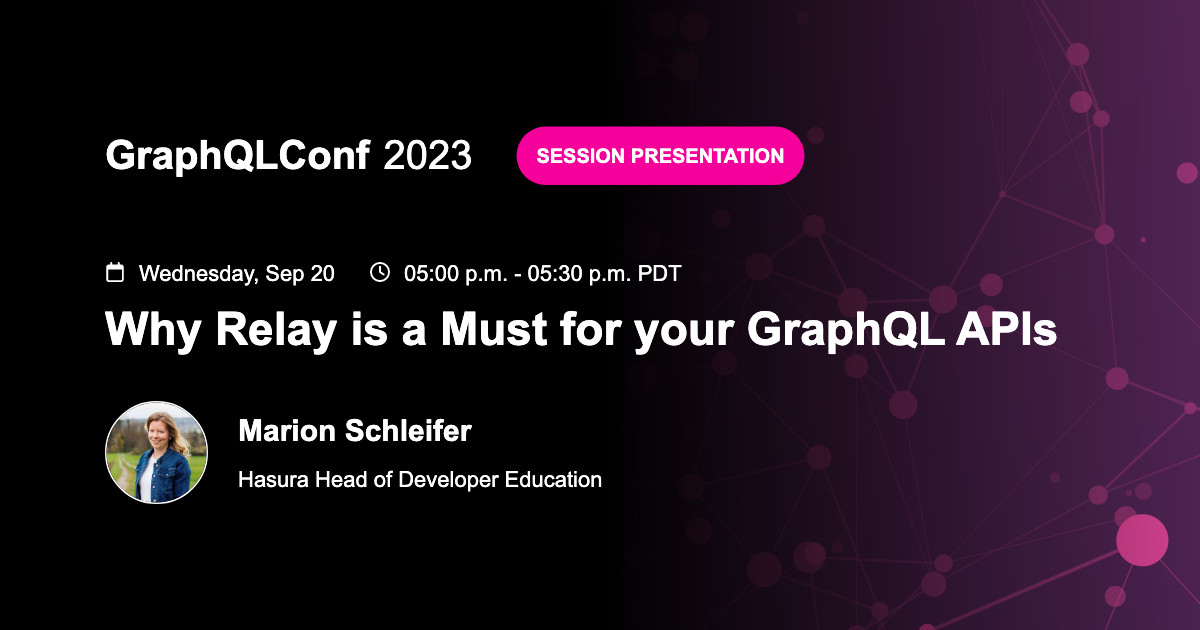 GraphQLConf 2023
SESSION PRESENTATION
Wednesday, Sep 20
05:00 p.m. - 05:30 p.m. PDT
Why Relay is a Must for your GraphQL APIs
Marion Schleifer
Hasura Head of Developer Education